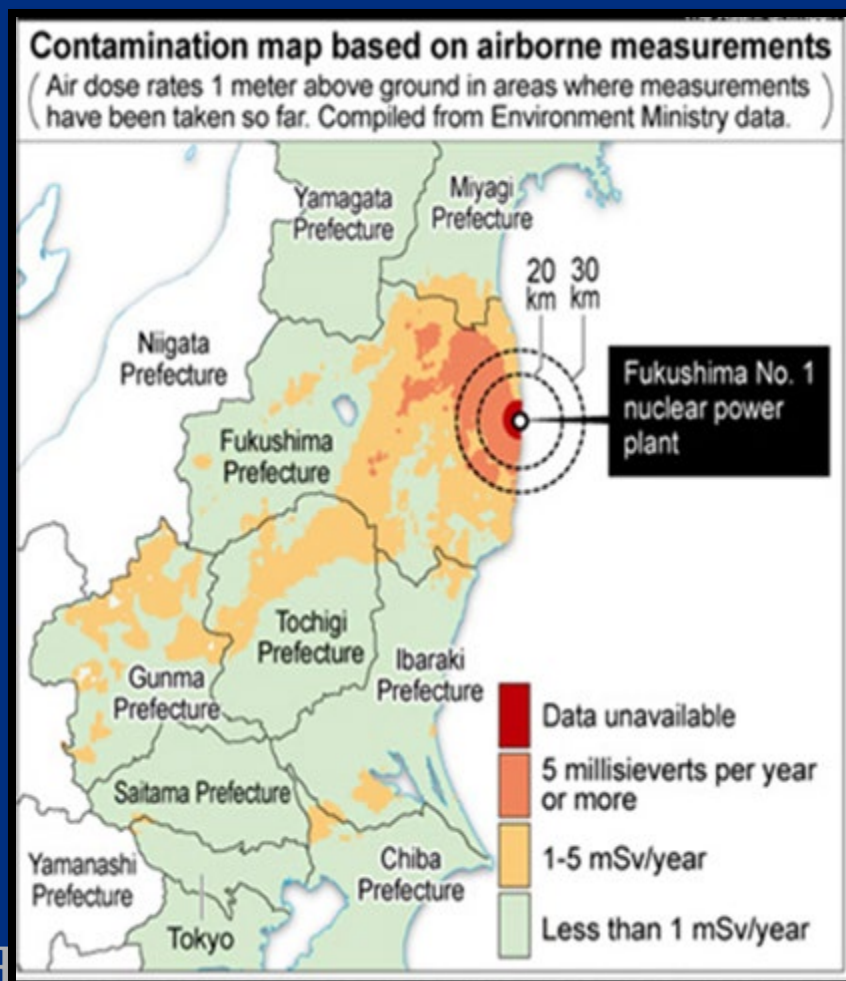 Contamination map based on airborne measurements
(Air dose rates 1 meter above ground in areas where measurements
have been taken so far. Compiled from Environment Ministry data.)
Yamagata
Prefecture
Miyagi
Prefecture
20
km
30
km
Niigata
Prefecture
Fukushima No. 1
nuclear power
plant
Fukushima
Prefecture
Tochigi
Prefecture
Ibaraki
Prefecture
Gunma
Prefecture
Data unavailable
5 millisieverts per year
or more
Saitama Prefecture
1-5 mSv/year
Yamanashi
Prefecture
Chiba
Prefecture
Tokyo
Less than 1 mSv/year